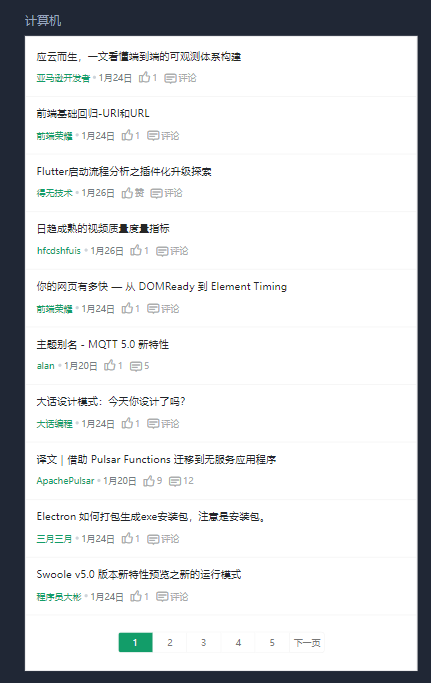 计算机
应云而生，一文看懂端到端的可观测体系构建
亚马逊开发者 • 1月24日 1 评论
前端基础回归-URI和URL
前端荣耀 • 1月24日 1 评论
Flutter启动流程分析之插件化升级探索
得无技术 • 1月26日 赞 评论
日趋成熟的视频质量度量指标
hfcdshfuis • 1月26日 1 评论
你的网页有多快 — 从 DOMReady 到 Element Timing
前端荣耀 • 1月24日 1 评论
主题别名 - MQTT 5.0 新特性
alan • 1月20日 1 5
大话设计模式：今天你设计了吗？
大话编程 • 1月24日 1 评论
译文 | 借助 Pulsar Functions 迁移到无服务应用程序
ApachePulsar • 1月20日 9 12
Electron 如何打包生成exe安装包，注意是安装包。
三月三月 • 1月24日 1 评论
Swoole v5.0 版本新特性预览之新的运行模式
程序员大彬 • 1月24日 1 评论
1 2 3 4 5 下一页